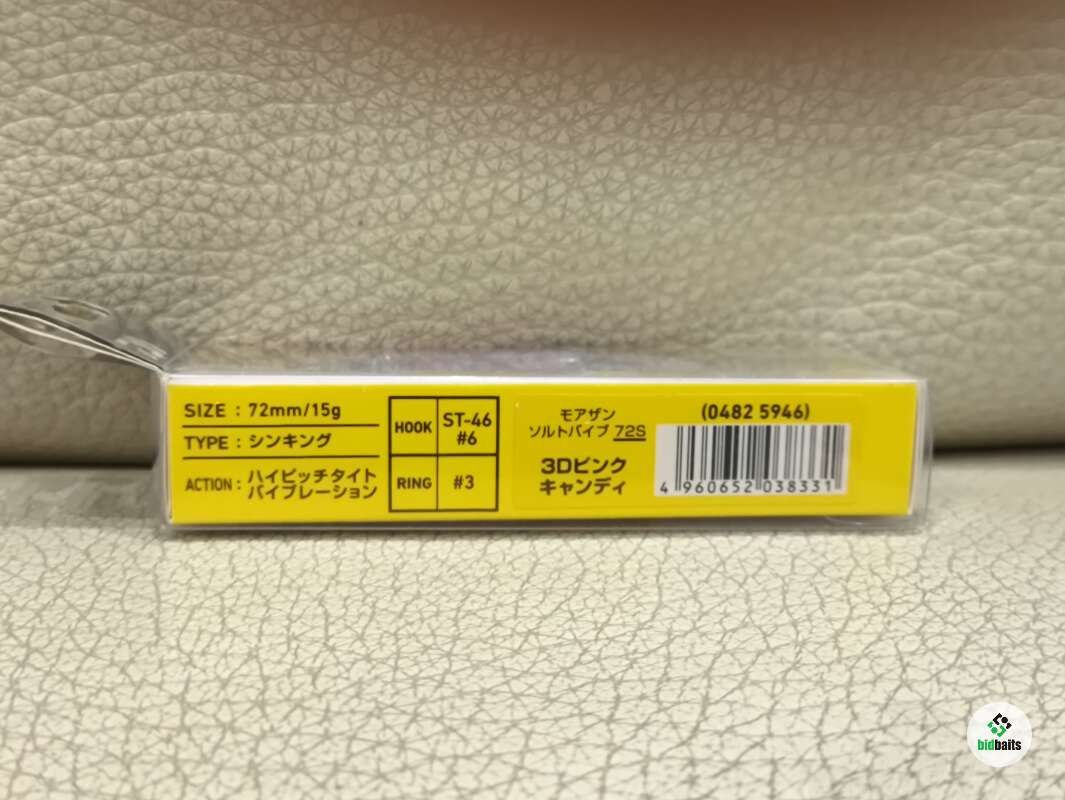 SIZE : 72mm/15g
TYPE : シンキング
ACTION : ハイピッチタイト
バイブレーション
HOOK ST-46
#6
RING #3
モアザン
ソルトバイブ 72S
3Dピンク
キャンディ
(0482 5946)
4 960652 038331
bidbaits